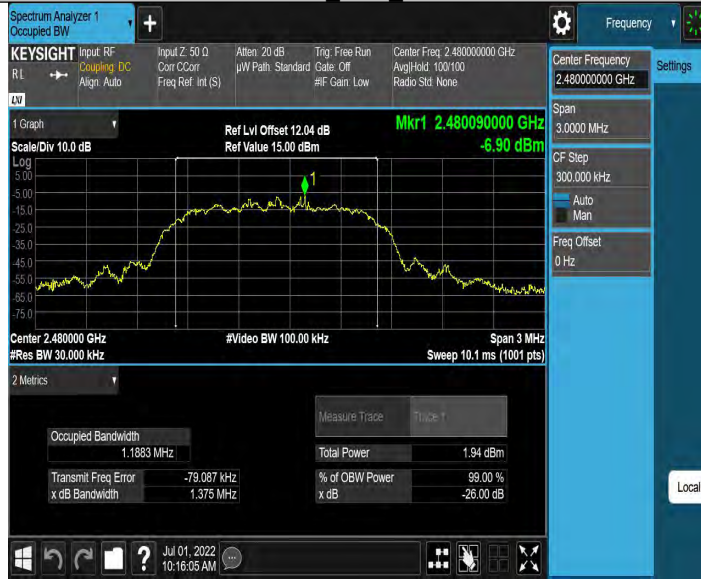 Spectrum Analyzer 1
Occupied BW
Frequency
KEYSIGHT
Input: RF
Coupling: DC
Align: Auto
Input Z: 50 Ω
Corr CCorr
Freq Ref: Int (S)
Atten: 20 dB
µW Path: Standard
Trig: Free Run
Gate: Off
#IF Gain: Low
Center Freq: 2.480000000 GHz
Avg|Hold: 100/100
Radio Std: None
R L
LXI
Center Frequency
2.480000000 GHz
Settings
Span
3.0000 MHz
CF Step
300.000 kHz
Auto
Man
Freq Offset
0 Hz
Local
1 Graph
Scale/Div 10.0 dB
Ref Lvl Offset 12.04 dB
Ref Value 15.00 dBm
Mkr1 2.480090000 GHz
-6.90 dBm
Log
5.00
-5.00
-15.0
-25.0
-35.0
-45.0
-55.0
-65.0
-75.0
1
Center 2.480000 GHz
#Res BW 30.000 kHz
#Video BW 100.00 kHz
Span 3 MHz
Sweep 10.1 ms (1001 pts)
2 Metrics
Measure Trace
Trace 1
Occupied Bandwidth
1.1883 MHz
Total Power
1.94 dBm
Transmit Freq Error
-79.087 kHz
% of OBW Power
99.00 %
x dB Bandwidth
1.375 MHz
x dB
-26.00 dB
?
Jul 01, 2022
10:16:05 AM